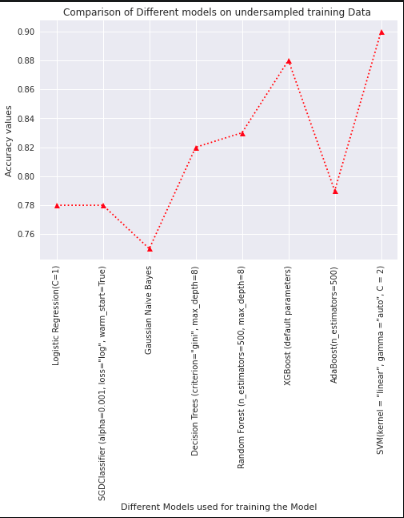 Comparison of Different models on undersampled training Data
Accuracy values
0.90
0.88
0.86
0.84
0.82
0.80
0.78
0.76
Logistic Regression(C=1)
SGDClassifier (alpha=0.001, loss="log", warm_start=True)
Gaussian Naive Bayes
Decision Trees (criterion="gini", max_depth=8)
Random Forest (n_estimators=500, max_depth=8)
XGBoost (default parameters)
AdaBoost(n_estimators=500)
SVM(kernel = "linear", gamma = "auto", C = 2)
Different Models used for training the Model